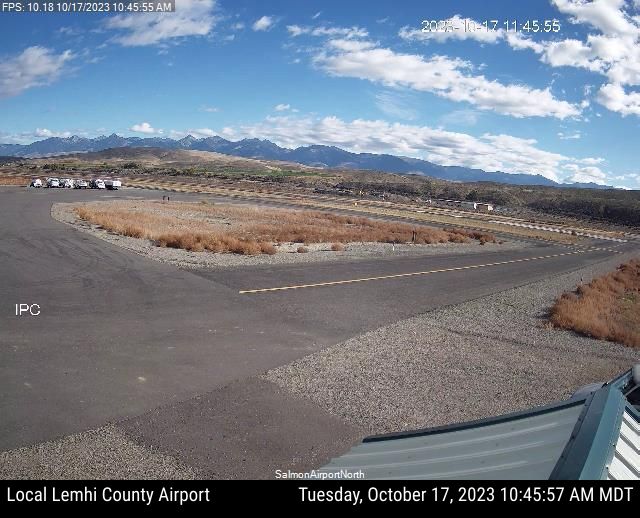 FPS: 10.18 10/17/2023 10:45:55 AM
2023-10-17 11:45:55
IPC
SalmonAirportNorth
Local Lemhi County Airport Tuesday, October 17, 2023 10:45:57 AM MDT